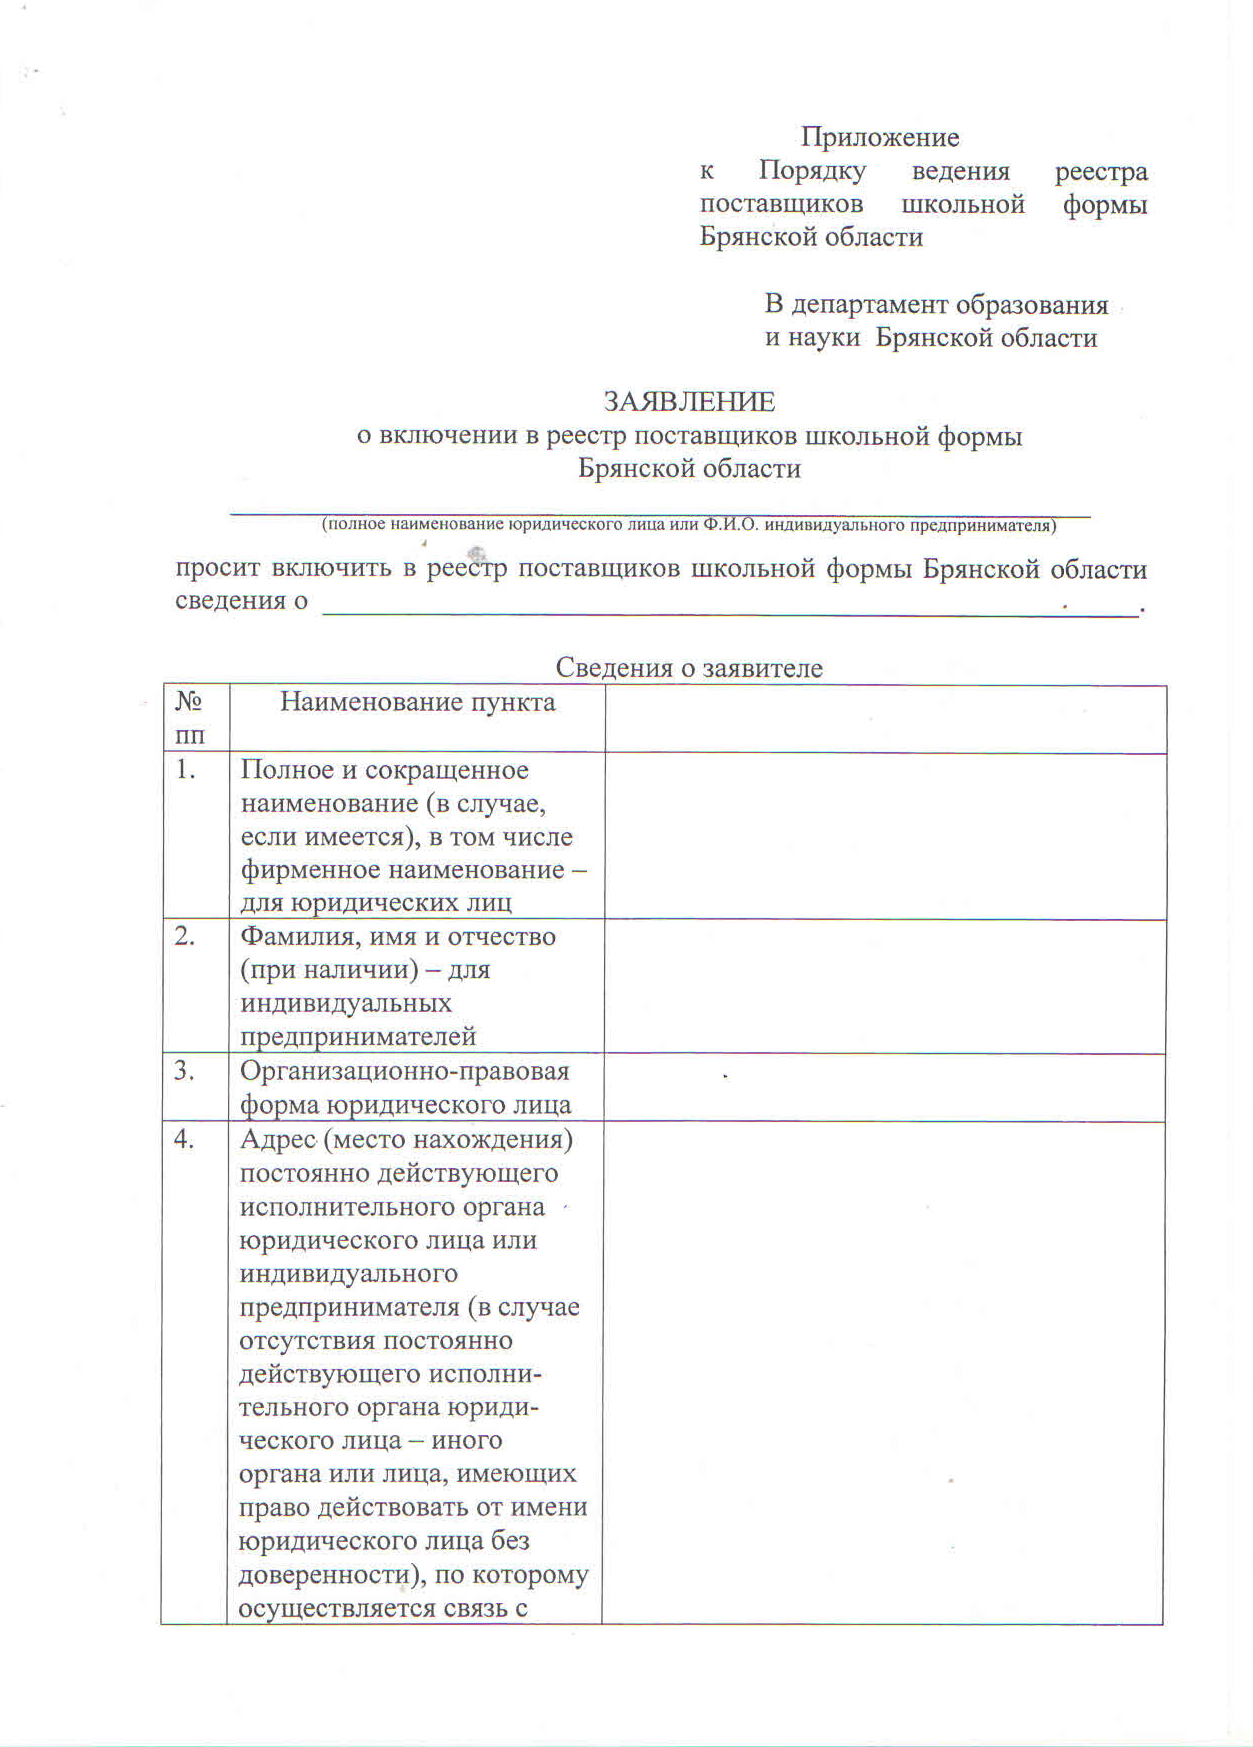 Приложение
к Порядку ведения реестра
поставщиков школьной формы
Брянской области
В департамент образования
и науки Брянской области
ЗАЯВЛЕНИЕ
о включении в реестр поставщиков школьной формы
Брянской области
(полное наименование юридического лица или Ф.И.О. индивидуального предпринимателя)
просит включить в реестр поставщиков школьной формы Брянской области
сведения о .
Сведения о заявителе
№
пп
Наименование пункта
1.
Полное и сокращенное
наименование (в случае,
если имеется), в том числе
фирменное наименование –
для юридических лиц
2.
Фамилия, имя и отчество
(при наличии) – для
индивидуальных
предпринимателей
3.
Организационно-правовая
форма юридического лица
4.
Адрес (место нахождения)
постоянно действующего
исполнительного органа
юридического лица или
индивидуального
предпринимателя (в случае
отсутствия постоянно
действующего исполни-
тельного органа юриди-
ческого лица – иного
органа или лица, имеющих
право действовать от имени
юридического лица без
доверенности), по которому
осуществляется связь с